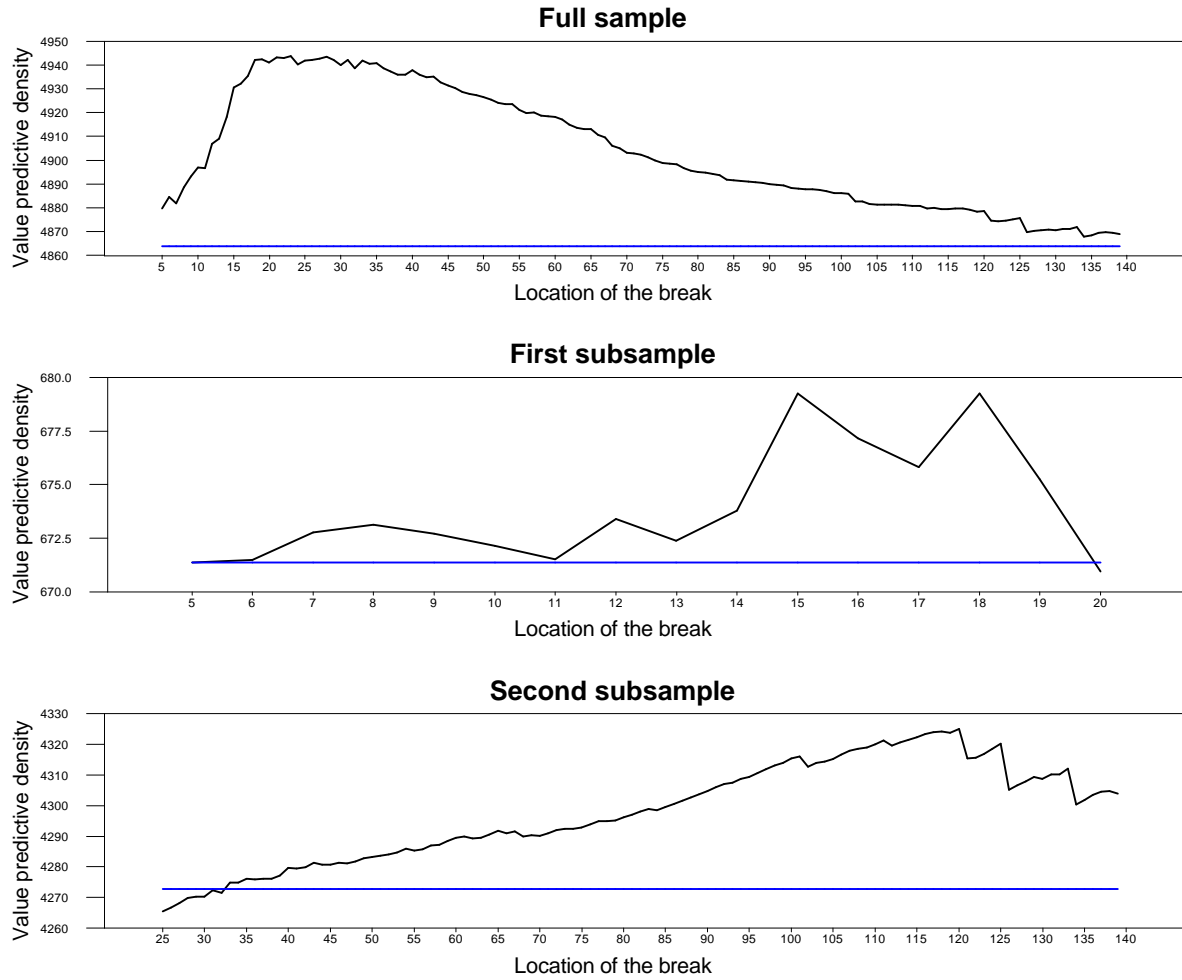 Full sample
Value predictive density
4950
4940
4930
4920
4910
4900
4890
4880
4870
4860
5 10 15 20 25 30 35 40 45 50 55 60 65 70 75 80 85 90 95 100 105 110 115 120 125 130 135 140
Location of the break
First subsample
Value predictive density
680.0
677.5
675.0
672.5
670.0
5 6 7 8 9 10 11 12 13 14 15 16 17 18 19 20
Location of the break
Second subsample
Value predictive density
4330
4320
4310
4300
4290
4280
4270
4260
25 30 35 40 45 50 55 60 65 70 75 80 85 90 95 100 105 110 115 120 125 130 135 140
Location of the break